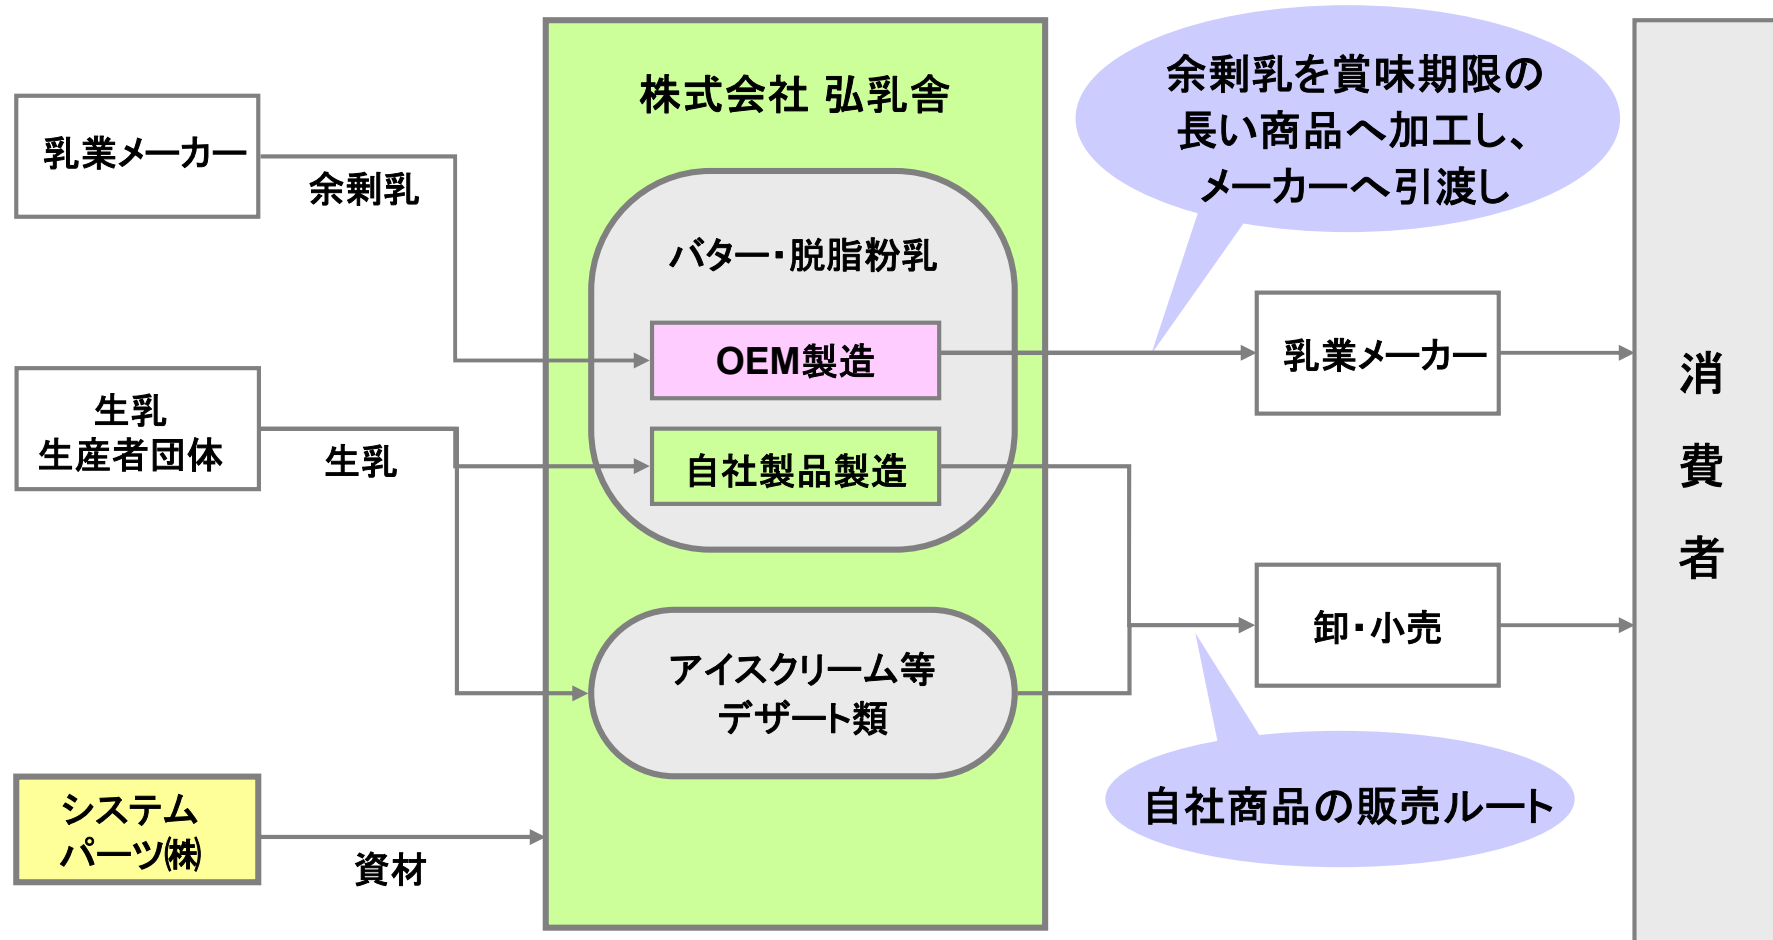 株式会社 弘乳舎
余剰乳を賞味期限の
長い商品へ加工し、
メーカーへ引渡し
乳業メーカー
余剰乳
バター・脱脂粉乳
OEM製造
乳業メーカー
生乳
生産者団体
生乳
自社製品製造
消
費
者
卸・小売
アイスクリーム等
デザート類
システム
パーツ㈱
資材
自社商品の販売ルート